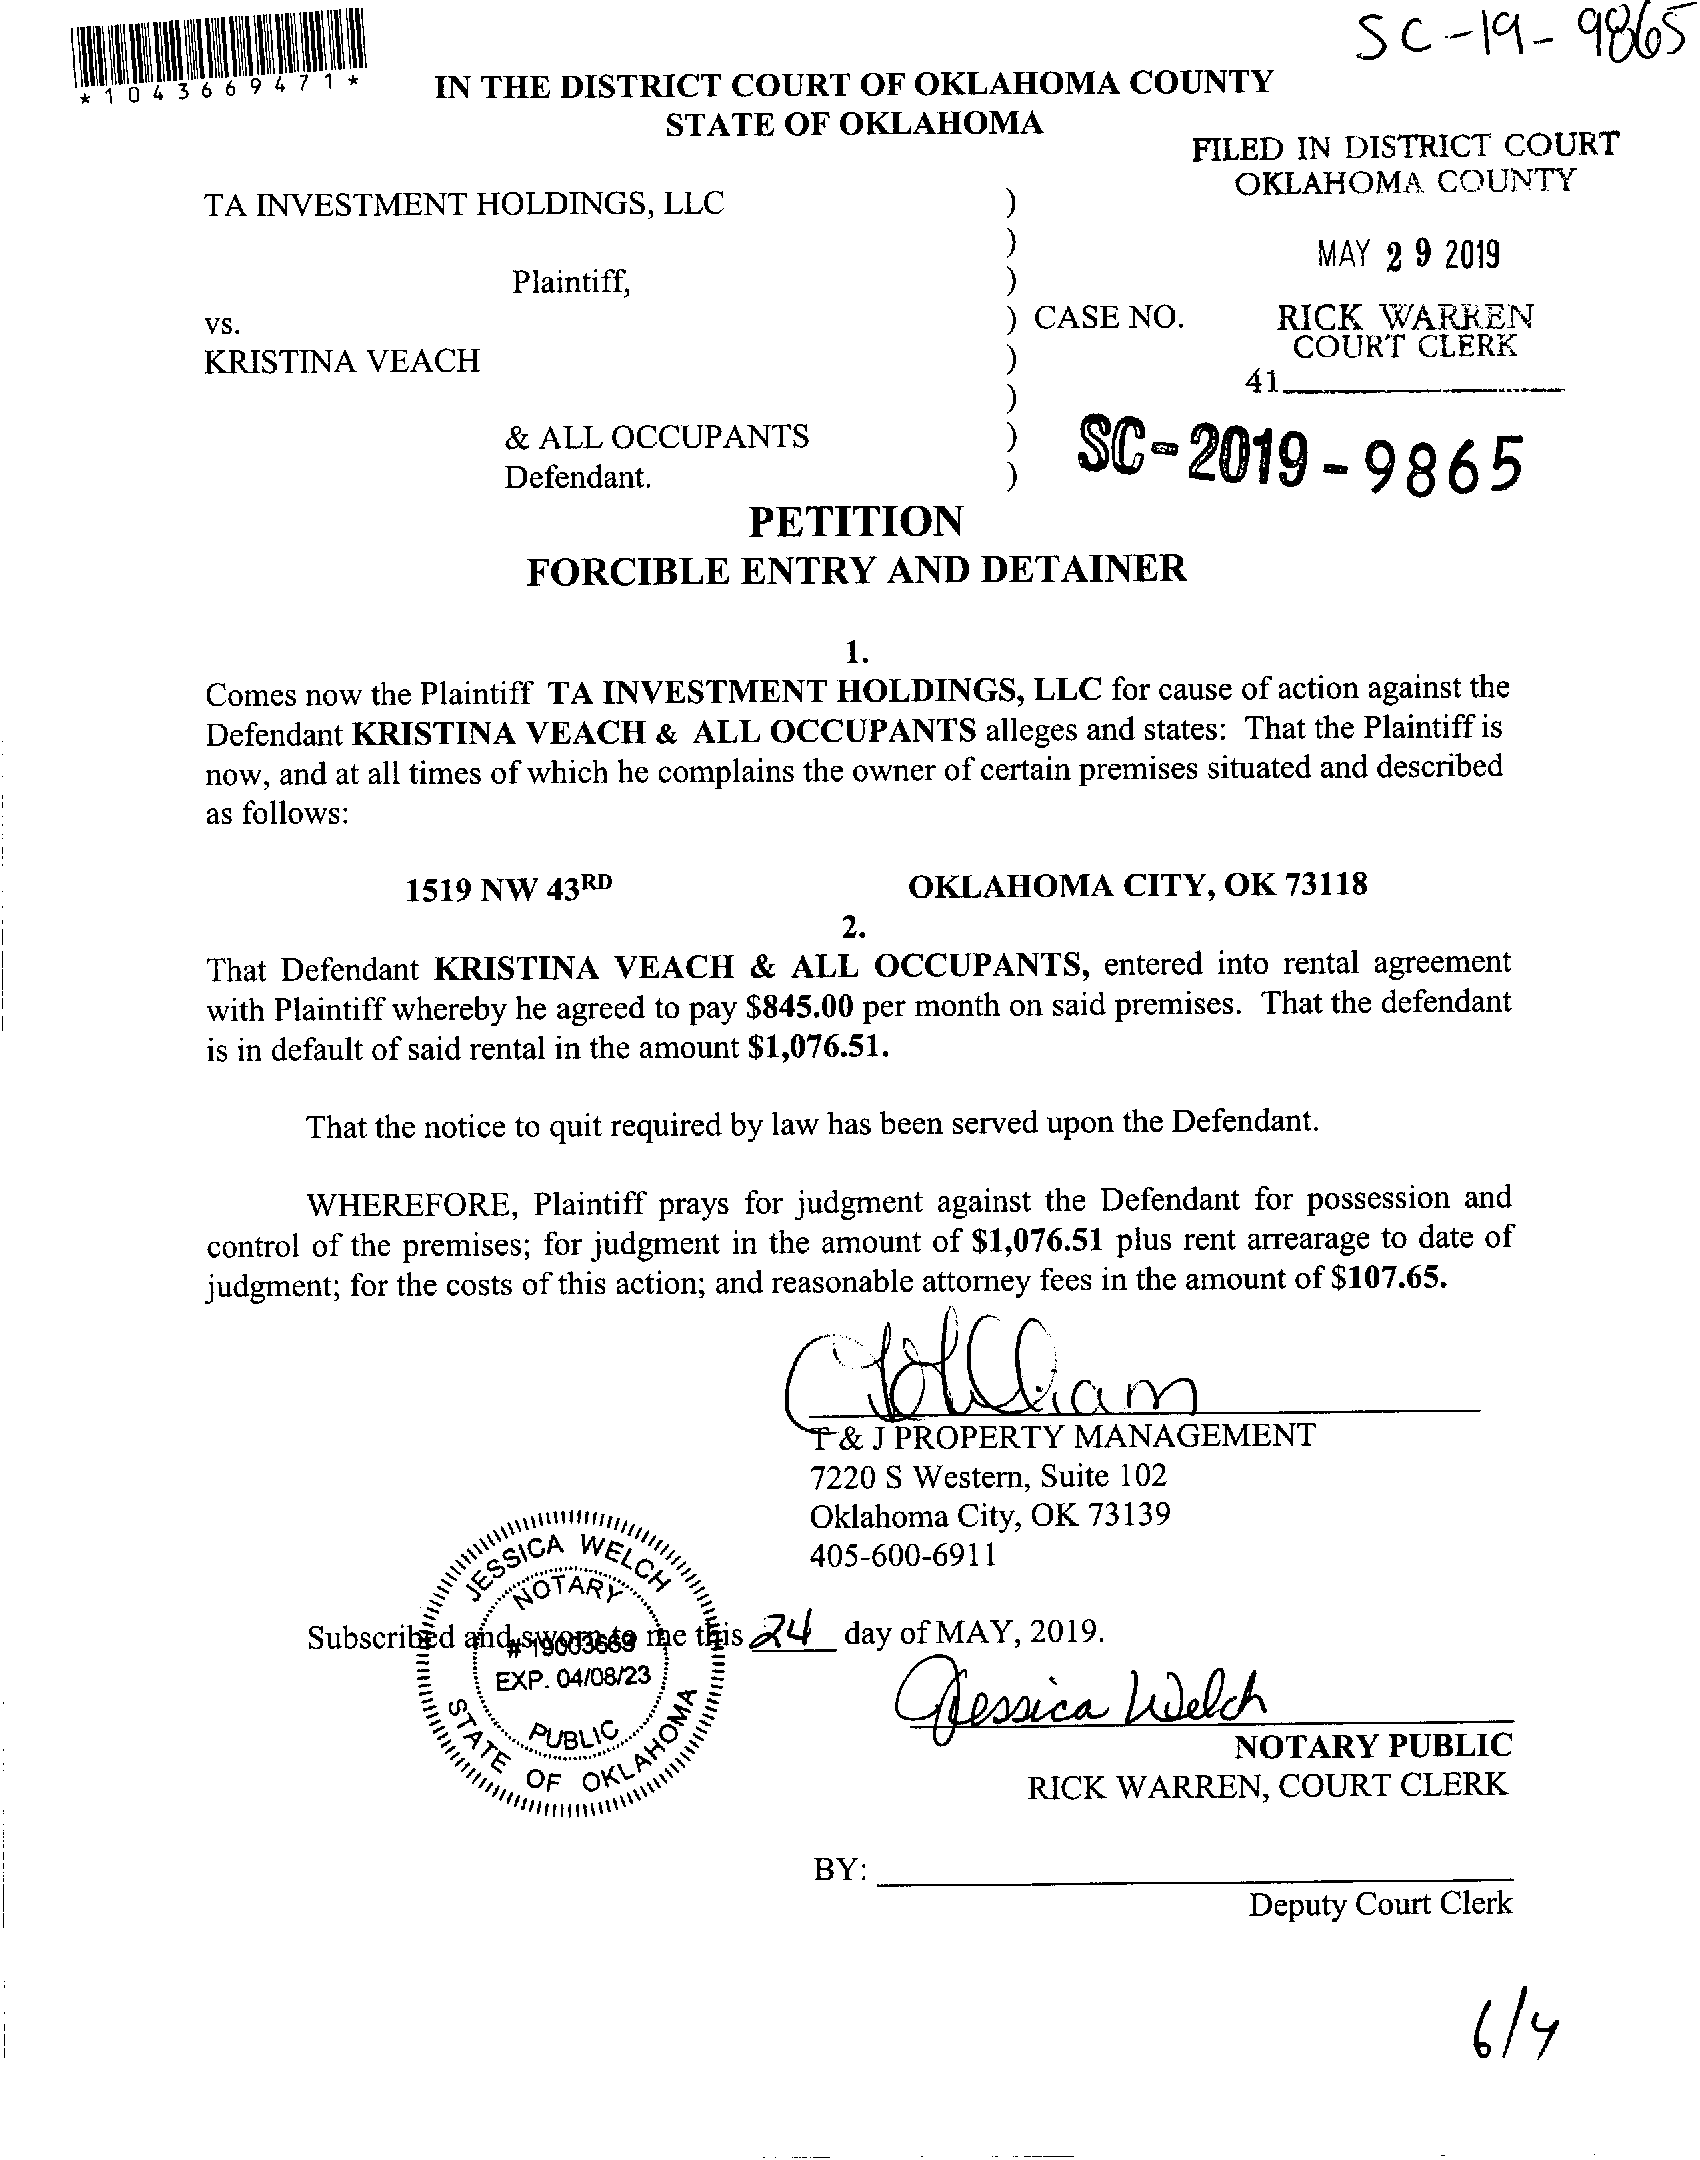 SC-19-9865
*1043669471*
IN THE DISTRICT COURT OF OKLAHOMA COUNTY
STATE OF OKLAHOMA
FILED IN DISTRICT COURT
OKLAHOMA COUNTY
TA INVESTMENT HOLDINGS, LLC )
)
MAY 29 2019
Plaintiff, )
vs. ) CASE NO.
RICK WARREN
COURT CLERK
KRISTINA VEACH )
41
)
& ALL OCCUPANTS )
SC-2019-9865
Defendant. )
PETITION
FORCIBLE ENTRY AND DETAINER
1.
Comes now the Plaintiff TA INVESTMENT HOLDINGS, LLC for cause of action against the
Defendant KRISTINA VEACH & ALL OCCUPANTS alleges and states: That the Plaintiff is
now, and at all times of which he complains the owner of certain premises situated and described
as follows:
1519 NW 43RD OKLAHOMA CITY, OK 73118
2.
That Defendant KRISTINA VEACH & ALL OCCUPANTS, entered into rental agreement
with Plaintiff whereby he agreed to pay $845.00 per month on said premises. That the defendant
is in default of said rental in the amount $1,076.51.
That the notice to quit required by law has been served upon the Defendant.
WHEREFORE, Plaintiff prays for judgment against the Defendant for possession and
control of the premises; for judgment in the amount of $1,076.51 plus rent arrearage to date of
judgment; for the costs of this action; and reasonable attorney fees in the amount of $107.65.
T & J PROPERTY MANAGEMENT
7220 S Western, Suite 102
Oklahoma City, OK 73139
405-600-6911
JESSICA WELCH
NOTARY
Subscribed and sworn to me this 24 day of MAY, 2019.
# 19003669
EXP. 04/08/23
PUBLIC
STATE OF OKLAHOMA
Jessica Welch
NOTARY PUBLIC
RICK WARREN, COURT CLERK
BY:
Deputy Court Clerk
6/4